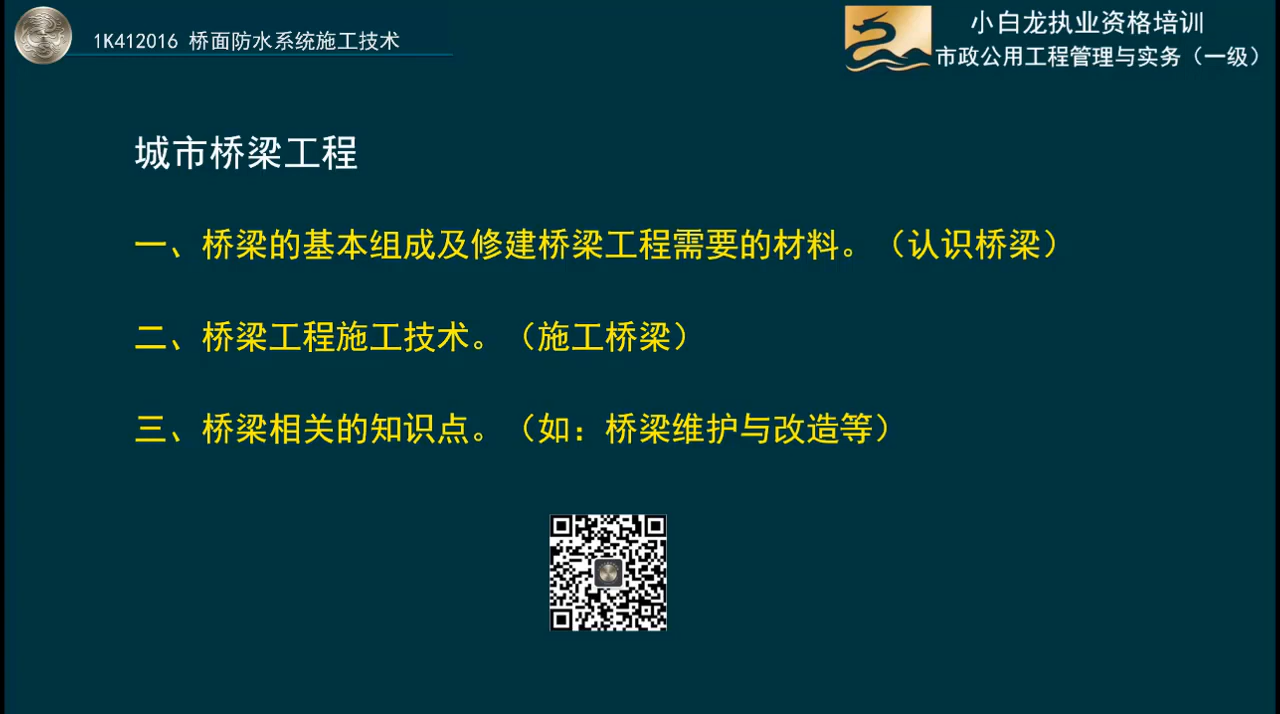 1K412016 桥面防水系统施工技术
小白龙执业资格培训
市政公用工程管理与实务（一级）
城市桥梁工程
一、桥梁的基本组成及修建桥梁工程需要的材料。（认识桥梁）
二、桥梁工程施工技术。（施工桥梁）
三、桥梁相关的知识点。（如：桥梁维护与改造等）